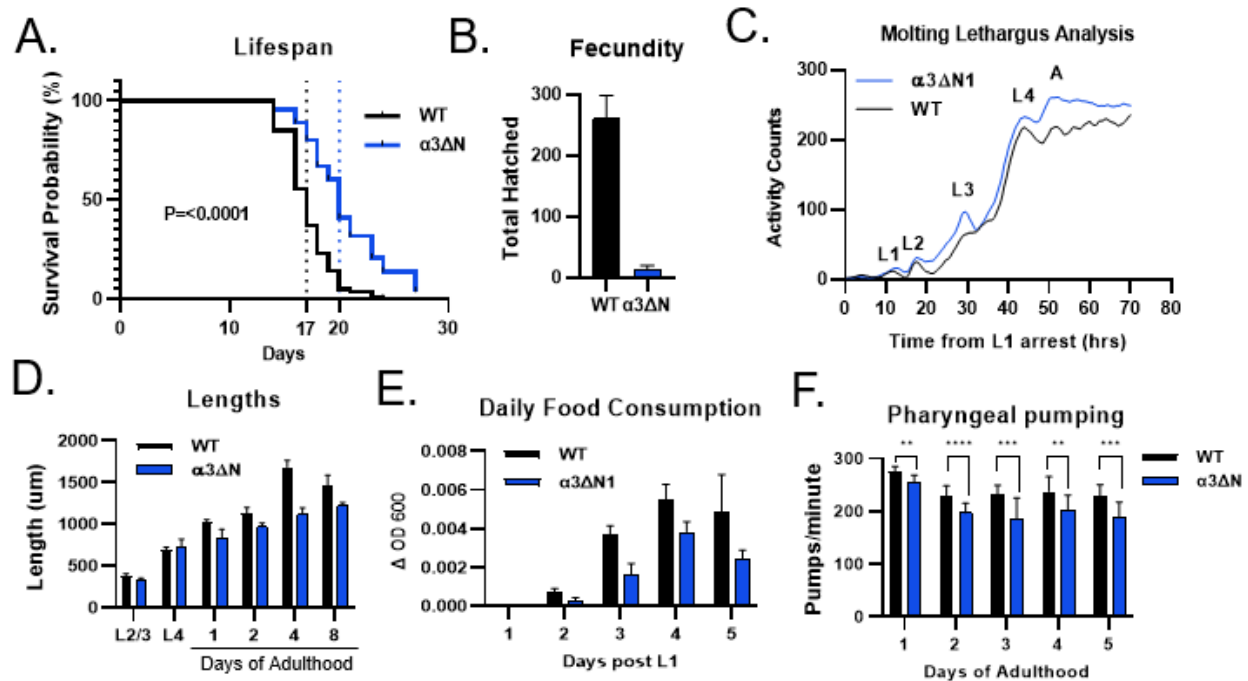 A.
Lifespan
Survival Probability (%)
100
50
0
P=<0.0001
WT
α3ΔN
0 10 17 20 30
Days
B.
Fecundity
Total Hatched
300
200
100
0
WT α3ΔN
C.
Molting Lethargus Analysis
Activity Counts
300
200
100
0
α3ΔN1
WT
L1
L2
L3
L4
A
0 10 20 30 40 50 60 70 80
Time from L1 arrest (hrs)
D.
Lengths
Length (um)
2000
1500
1000
500
0
WT
α3ΔN
L2/3 L4 1 2 4 8
Days of Adulthood
E.
Daily Food Consumption
Δ OD 600
0.008
0.006
0.004
0.002
0.000
WT
α3ΔN1
1 2 3 4 5
Days post L1
F.
Pharyngeal pumping
Pumps/minute
300
200
100
0
** **** *** ** ***
WT
α3ΔN
1 2 3 4 5
Days of Adulthood